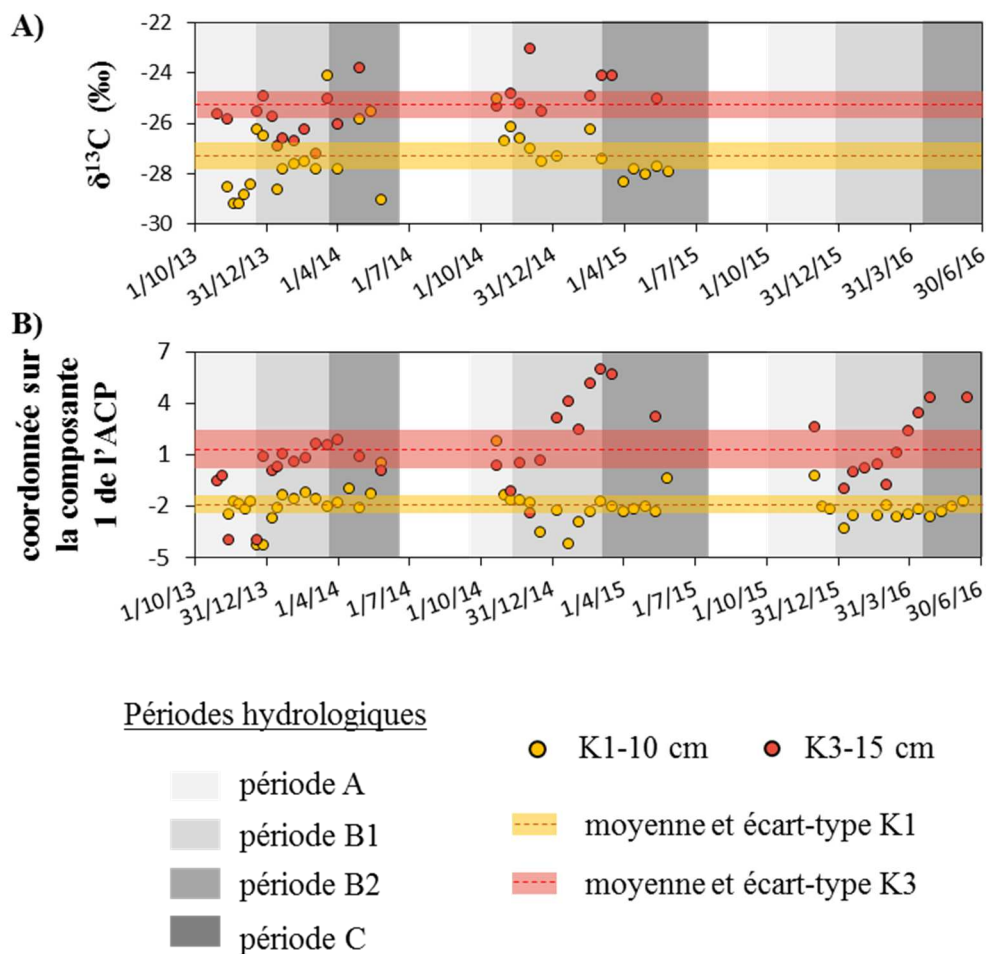 A)
δ¹³C (‰)
-22
-24
-26
-28
-30
1/10/13
31/12/13
1/4/14
1/7/14
1/10/14
31/12/14
1/4/15
1/7/15
1/10/15
31/12/15
31/3/16
30/6/16
B)
coordonnée sur
la composante
1 de l'ACP
7
4
1
-2
-5
1/10/13
31/12/13
1/4/14
1/7/14
1/10/14
31/12/14
1/4/15
1/7/15
1/10/15
31/12/15
31/3/16
30/6/16
Périodes hydrologiques
période A
période B1
période B2
période C
K1-10 cm
K3-15 cm
moyenne et écart-type K1
moyenne et écart-type K3